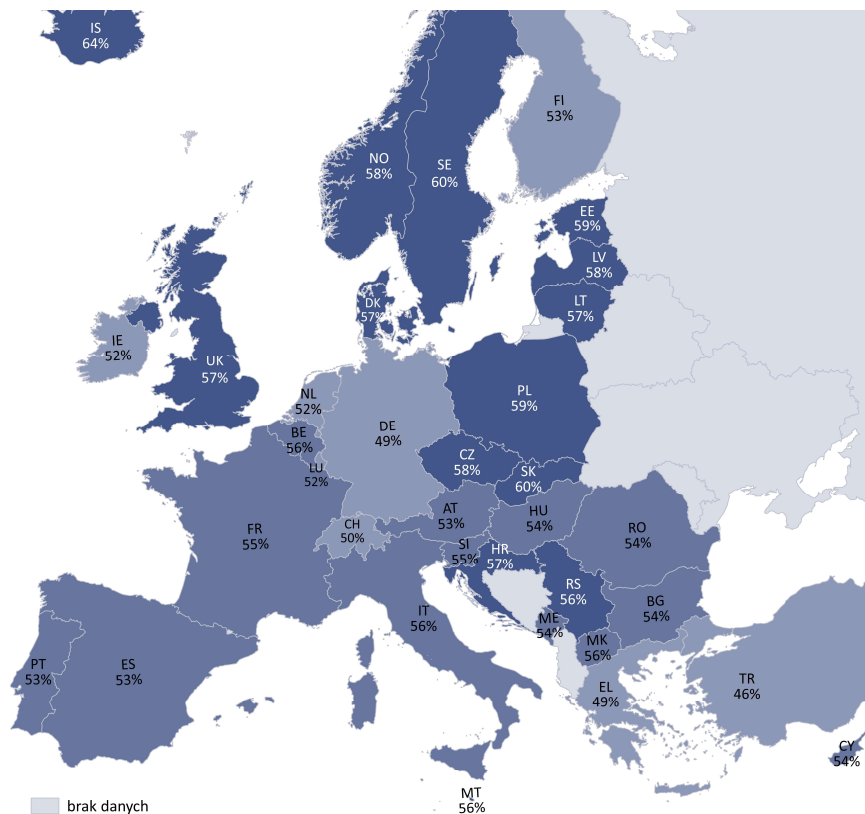 IS
64%
FI
53%
NO
58%
SE
60%
EE
59%
LV
58%
LT
57%
DK
57%
IE
52%
UK
57%
PL
59%
NL
52%
DE
49%
BE
56%
CZ
58%
LU
52%
SK
60%
AT
53%
HU
54%
FR
55%
CH
50%
RO
54%
SI
55%
HR
57%
RS
56%
BG
54%
IT
56%
ME
54%
MK
56%
PT
53%
ES
53%
EL
49%
TR
46%
CY
54%
MT
56%
brak danych